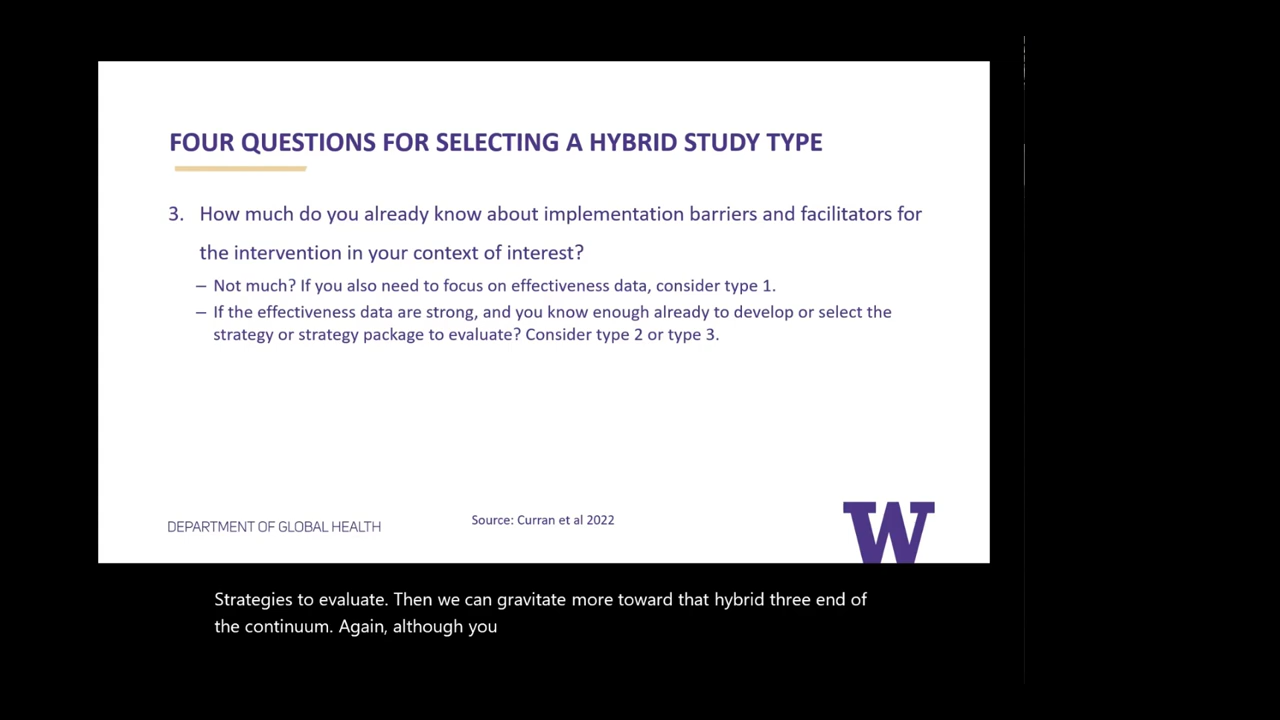 FOUR QUESTIONS FOR SELECTING A HYBRID STUDY TYPE
3. How much do you already know about implementation barriers and facilitators for
the intervention in your context of interest?
– Not much? If you also need to focus on effectiveness data, consider type 1.
– If the effectiveness data are strong, and you know enough already to develop or select the
strategy or strategy package to evaluate? Consider type 2 or type 3.
DEPARTMENT OF GLOBAL HEALTH
Source: Curran et al 2022
W
Strategies to evaluate. Then we can gravitate more toward that hybrid three end of
the continuum. Again, although you